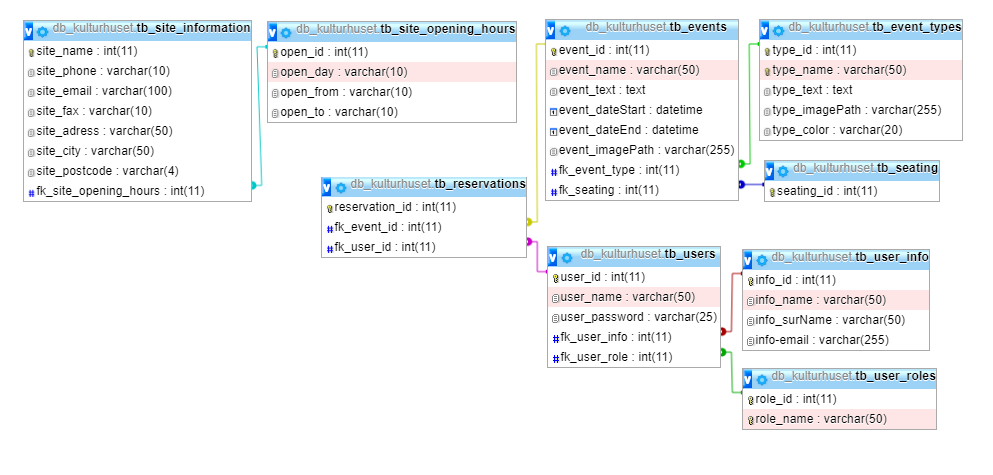 db_kulturhuset.tb_site_information
site_name : int(11)
site_phone : varchar(10)
site_email : varchar(100)
site_fax : varchar(10)
site_adress : varchar(50)
site_city : varchar(50)
site_postcode : varchar(4)
fk_site_opening_hours : int(11)
db_kulturhuset.tb_site_opening_hours
open_id : int(11)
open_day : varchar(10)
open_from : varchar(10)
open_to : varchar(10)
db_kulturhuset.tb_events
event_id : int(11)
event_name : varchar(50)
event_text : text
event_dateStart : datetime
event_dateEnd : datetime
event_imagePath : varchar(255)
fk_event_type : int(11)
fk_seating : int(11)
db_kulturhuset.tb_event_types
type_id : int(11)
type_name : varchar(50)
type_text : text
type_imagePath : varchar(255)
type_color : varchar(20)
db_kulturhuset.tb_seating
seating_id : int(11)
db_kulturhuset.tb_reservations
reservation_id : int(11)
fk_event_id : int(11)
fk_user_id : int(11)
db_kulturhuset.tb_users
user_id : int(11)
user_name : varchar(50)
user_password : varchar(25)
fk_user_info : int(11)
fk_user_role : int(11)
db_kulturhuset.tb_user_info
info_id : int(11)
info_name : varchar(50)
info_surName : varchar(50)
info-email : varchar(255)
db_kulturhuset.tb_user_roles
role_id : int(11)
role_name : varchar(50)